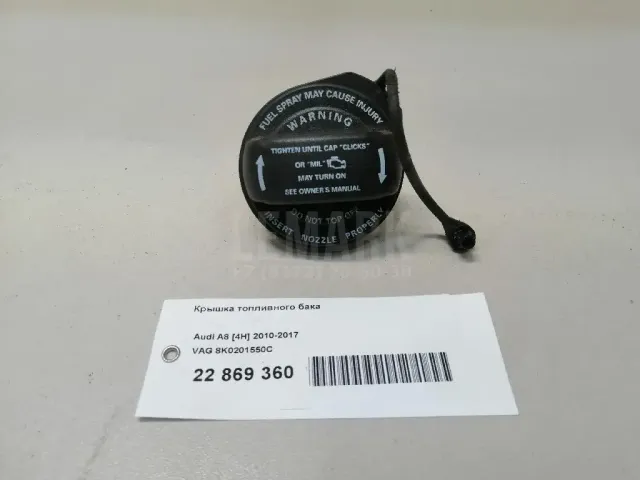 FUEL SPRAY MAY CAUSE INJURY
WARNING
TIGHTEN UNTIL CAP "CLICKS"
OR "MIL"
MAY TURN ON
SEE OWNER'S MANUAL
DO NOT TOP OFF
INSERT NOZZLE PROPERLY
LEMARK
Крышка топливного бака
Audi A8 [4H] 2010-2017
VAG 8K0201550C
22 869 360